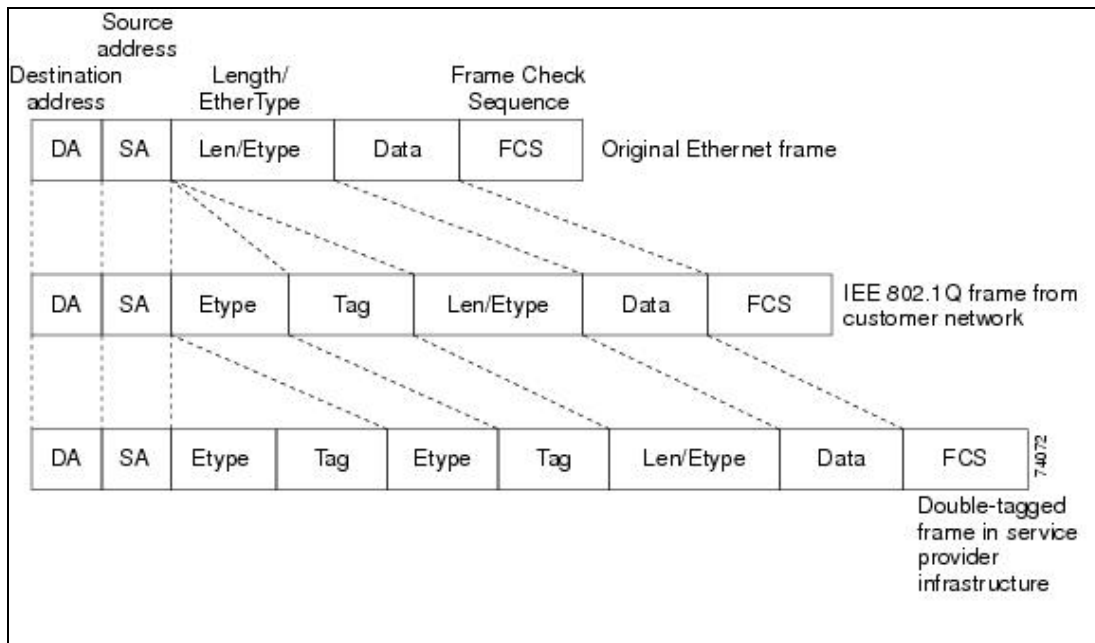 Source
address
Destination
address
Length/
EtherType
Frame Check
Sequence
DA SA Len/Etype Data FCS Original Ethernet frame
DA SA Etype Tag Len/Etype Data FCS
IEE 802.1Q frame from
customer network
DA SA Etype Tag Etype Tag Len/Etype Data FCS
74072
Double-tagged
frame in service
provider
infrastructure